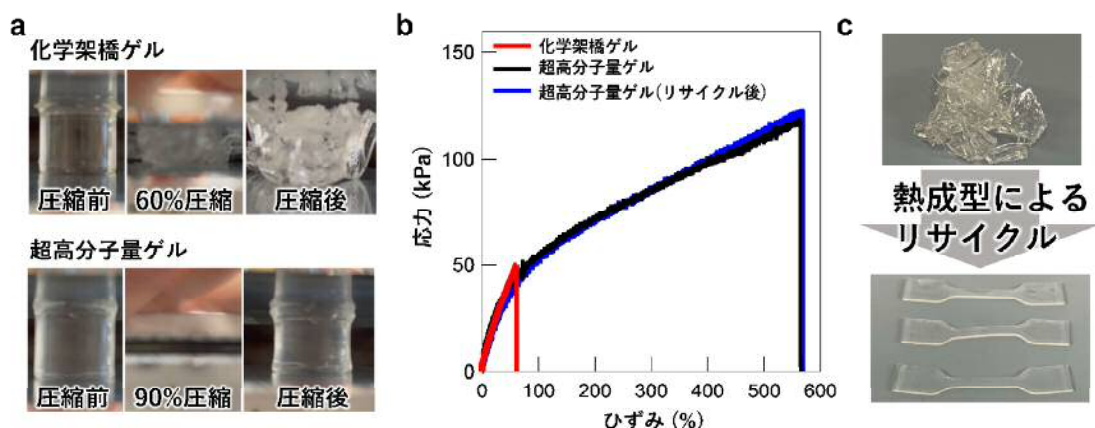 a
化学架橋ゲル
圧縮前
60%圧縮
圧縮後
超高分子量ゲル
圧縮前
90%圧縮
圧縮後
b
化学架橋ゲル
超高分子量ゲル
超高分子量ゲル(リサイクル後)
150
100
50
0
応力 (kPa)
0 100 200 300 400 500 600
ひずみ (%)
c
熱成型による
リサイクル